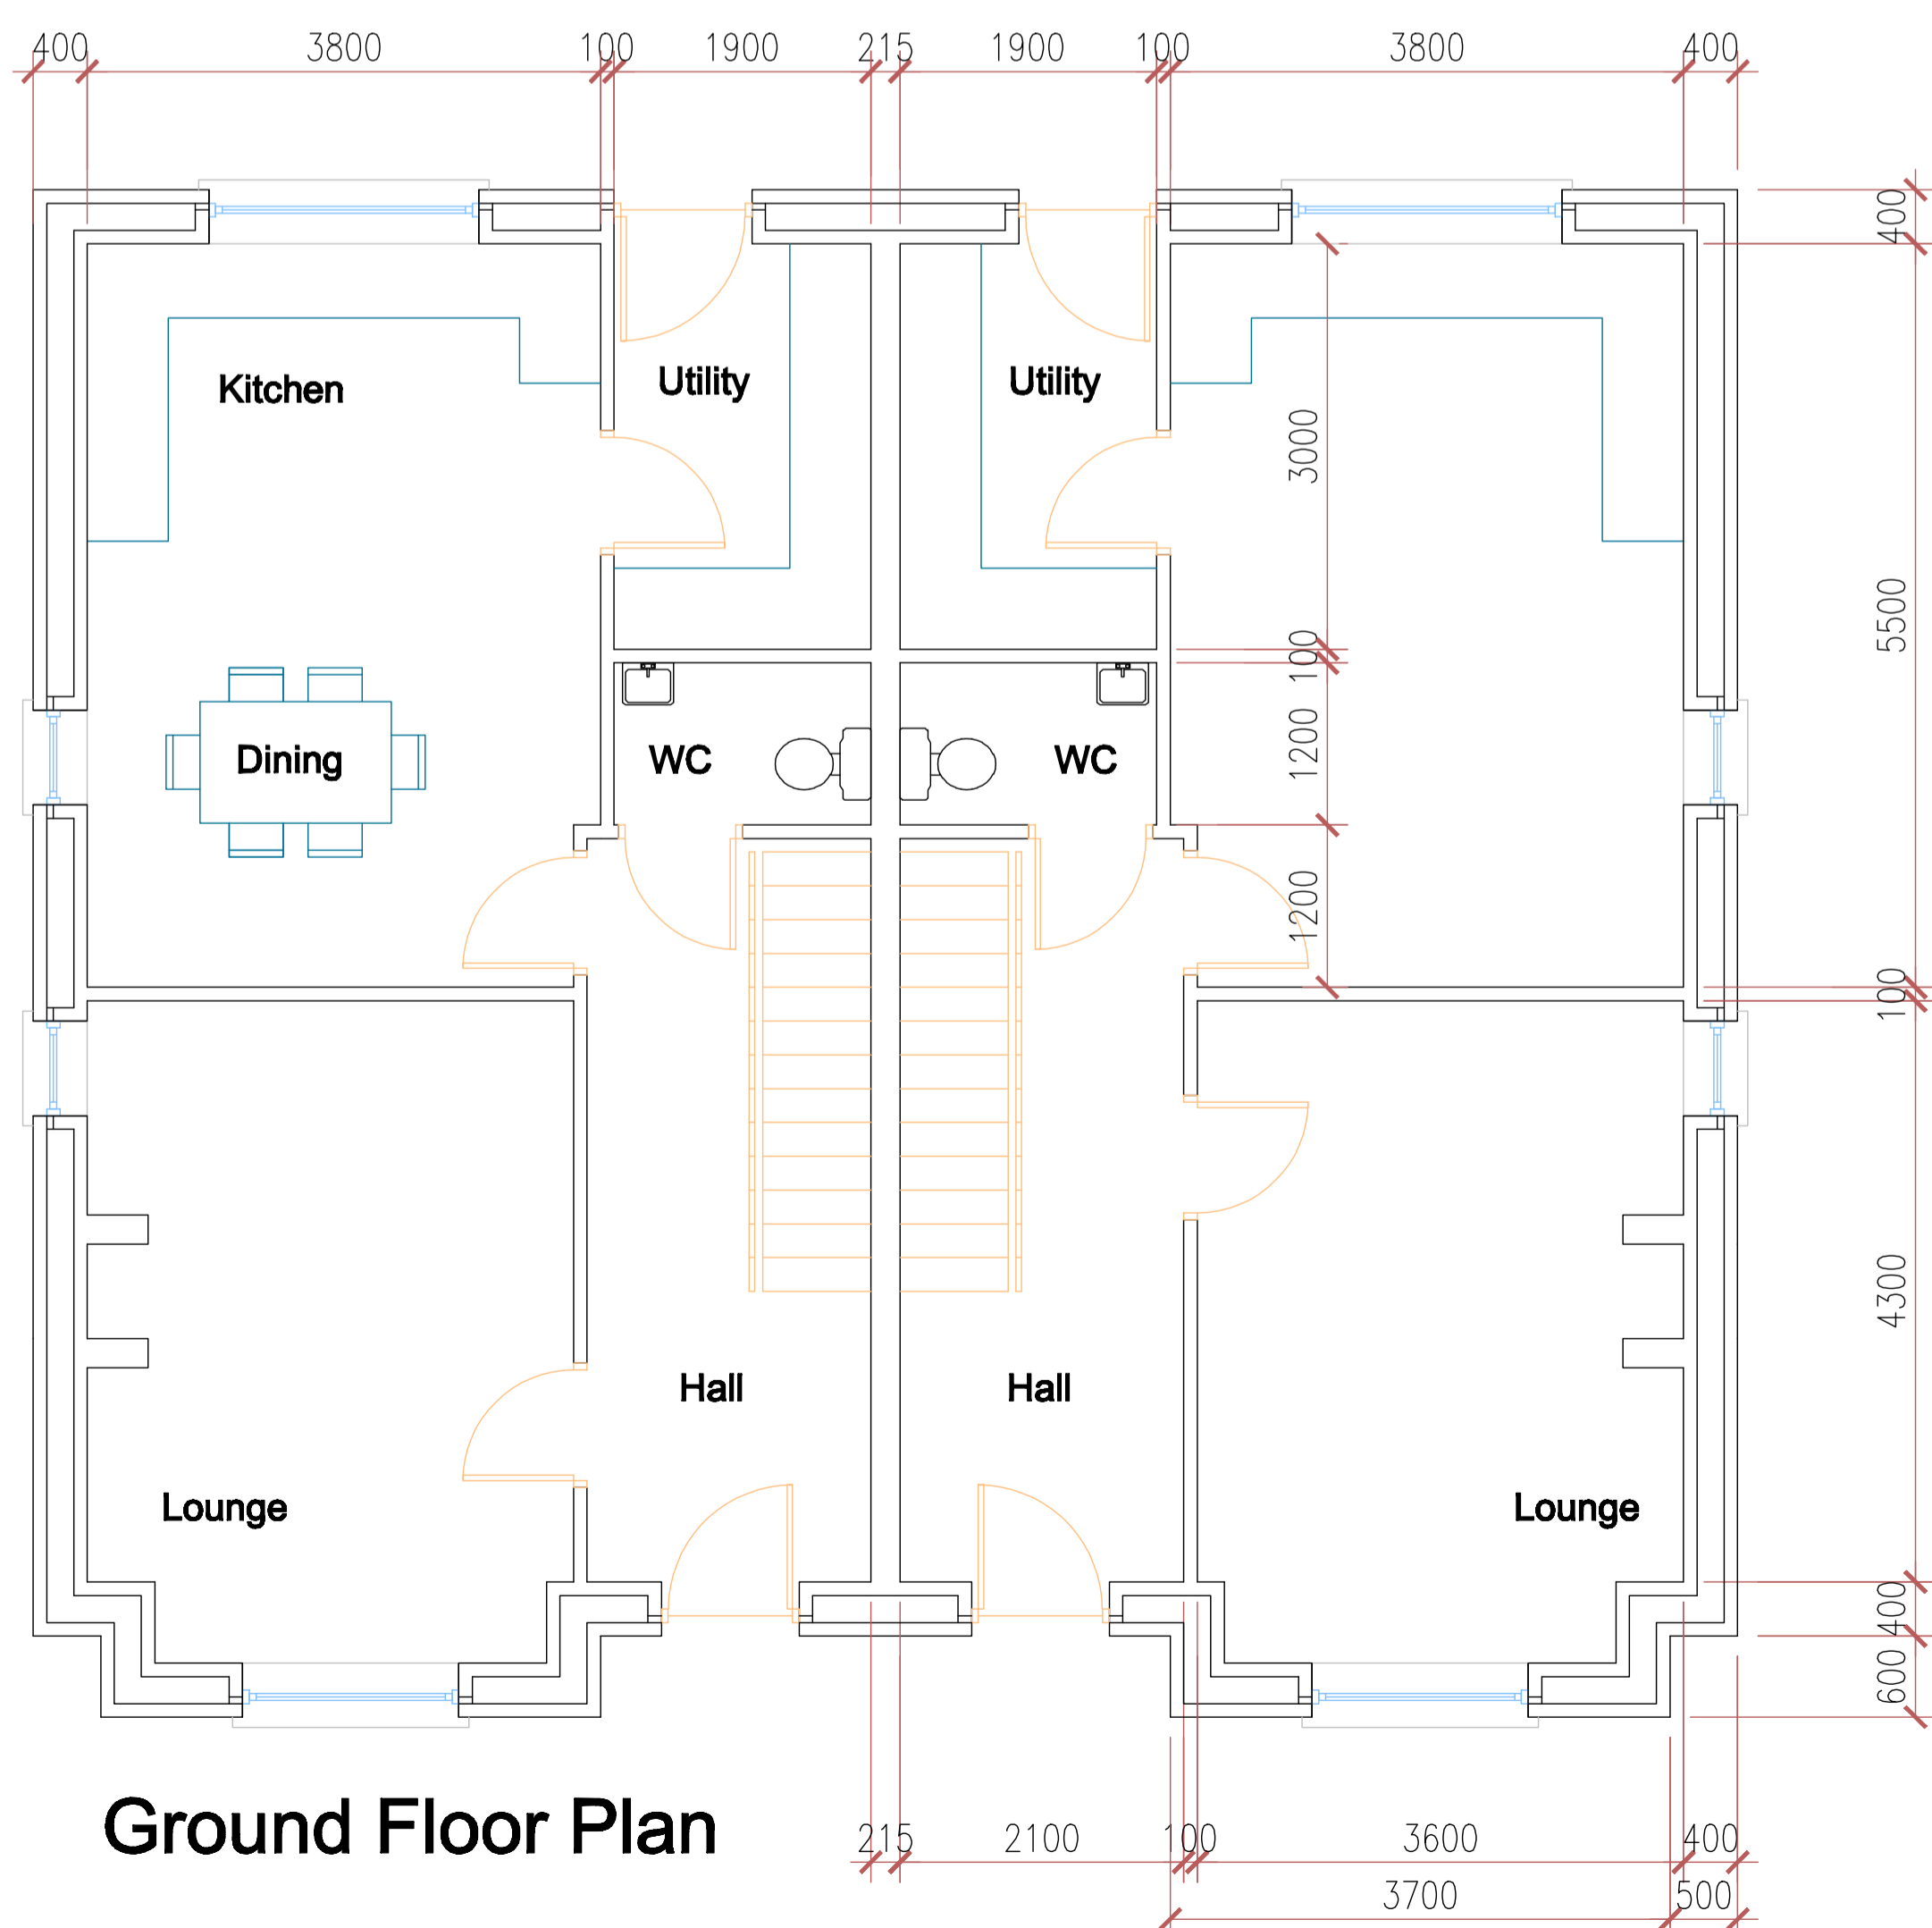 400 3800 100 1900 215 1900 100 3800 400
400
Kitchen Utility Utility
3000
5500
100
Dining WC WC 1200
1200
100
4300
Hall Hall
Lounge Lounge
400
600
Ground Floor Plan
215 2100 100 3600 400
3700 500